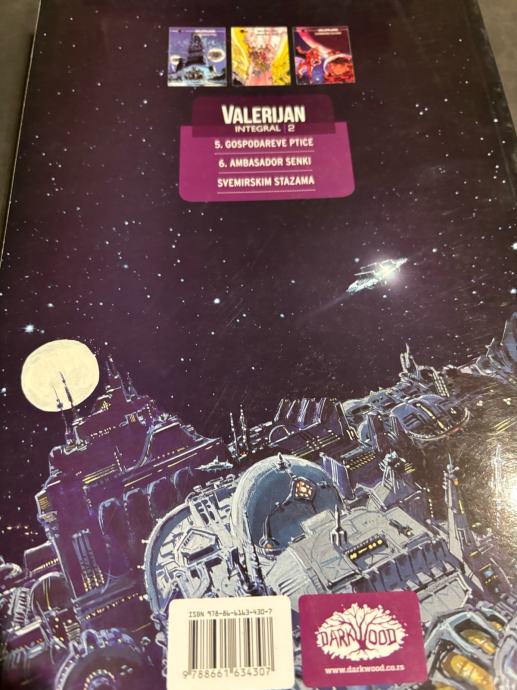 VALERIJAN
INTEGRAL | 2
5. GOSPODAREVE PTICE
6. AMBASADOR SENKI
SVEMIRSKIM STAZAMA
ISBN 978-86-6163-430-7
9788661634307
DARKWOOD
www.darkwood.co.rs